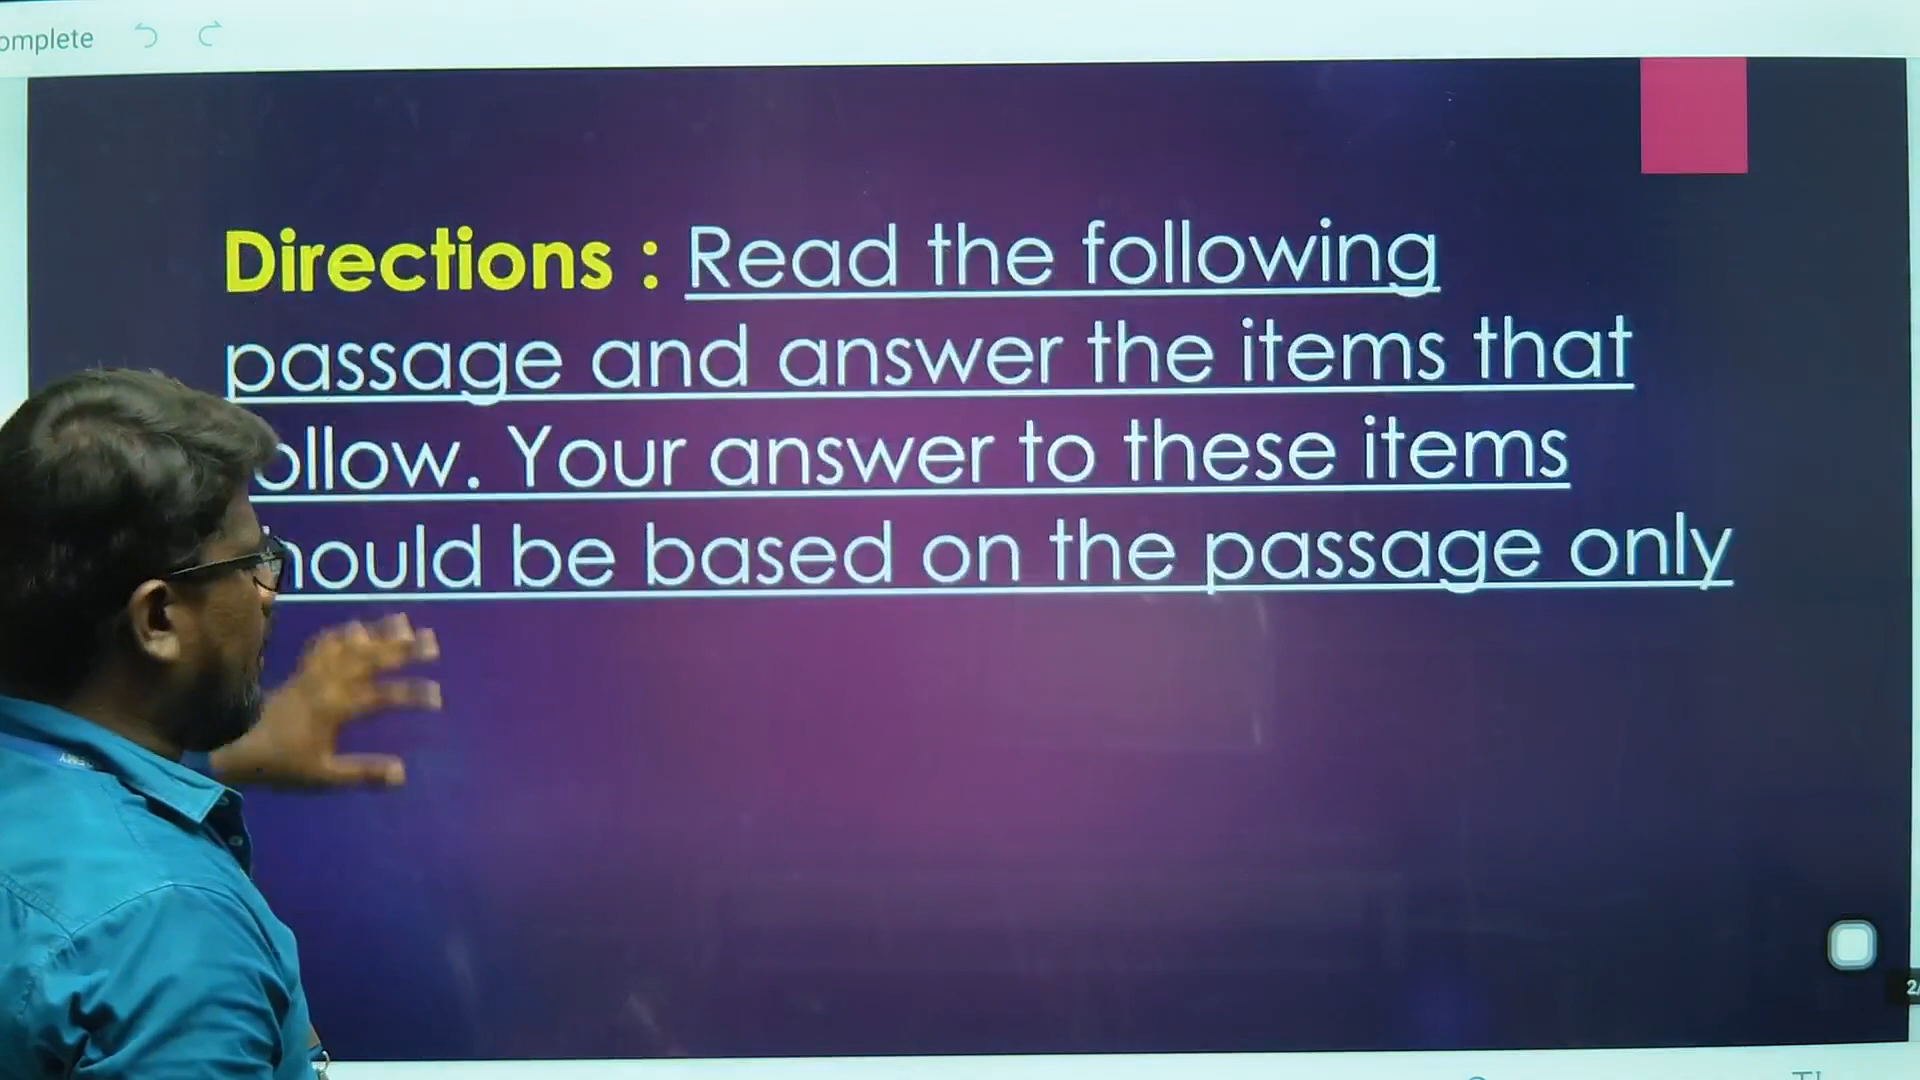 omplete
Directions : Read the following
passage and answer the items that
ollow. Your answer to these items
hould be based on the passage only
2/